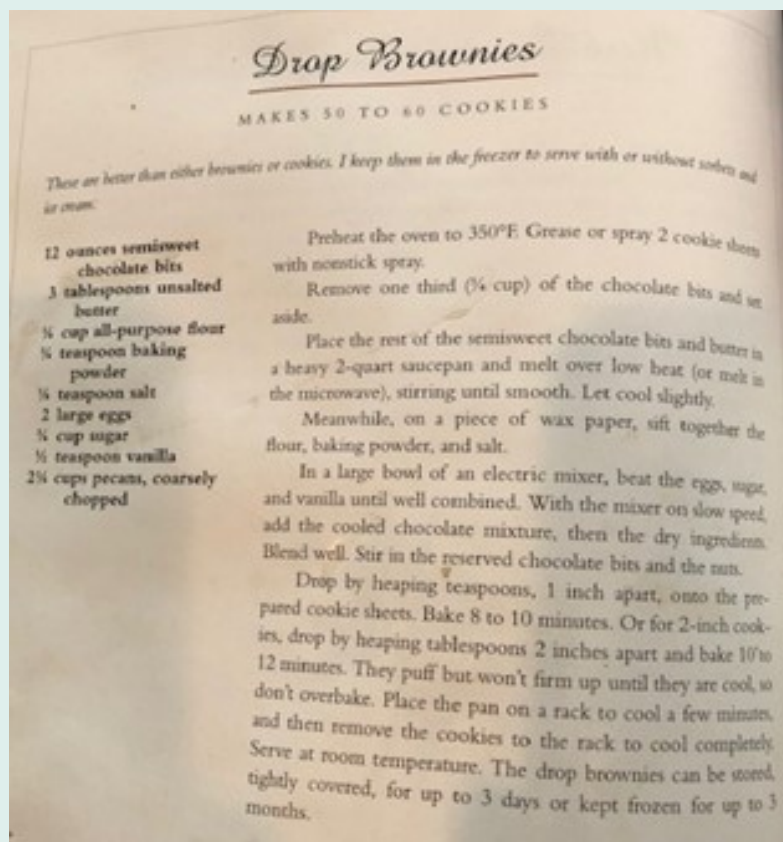 Drop Brownies
MAKES 50 TO 60 COOKIES
These are better than either brownies or cookies. I keep them in the freezer to serve with or without sorbets and
ice cream.
12 ounces semisweet
chocolate bits
3 tablespoons unsalted
butter
cup all-purpose flour
teaspoon baking
powder
teaspoon salt
2 large eggs
cup sugar
½ teaspoon vanilla
cups pecans, coarsely
chopped
Preheat the oven to 350°F. Grease or spray 2 cookie sheets
with nonstick spray.
Remove one third (cup) of the chocolate bits and set
aside.
Place the rest of the semisweet chocolate bits and butter in
a heavy 2-quart saucepan and melt over low heat (or melt in
the microwave), stirring until smooth. Let cool slightly.
Meanwhile, on a piece of wax paper, sift together the
flour, baking powder, and salt.
In a large bowl of an electric mixer, beat the eggs, sugar,
and vanilla until well combined. With the mixer on slow speed,
add the cooled chocolate mixture, then the dry ingredients.
Blend well. Stir in the reserved chocolate bits and the nuts.
Drop by heaping teaspoons, 1 inch apart, onto the pre-
pared cookie sheets. Bake 8 to 10 minutes. Or for 2-inch cook-
ies, drop by heaping tablespoons 2 inches apart and bake 10 to
12 minutes. They puff but won't firm up until they are cool, so
don't overbake. Place the pan on a rack to cool a few minutes,
and then remove the cookies to the rack to cool completely.
Serve at room temperature. The drop brownies can be stored,
tightly covered, for up to 3 days or kept frozen for up to 3
months.